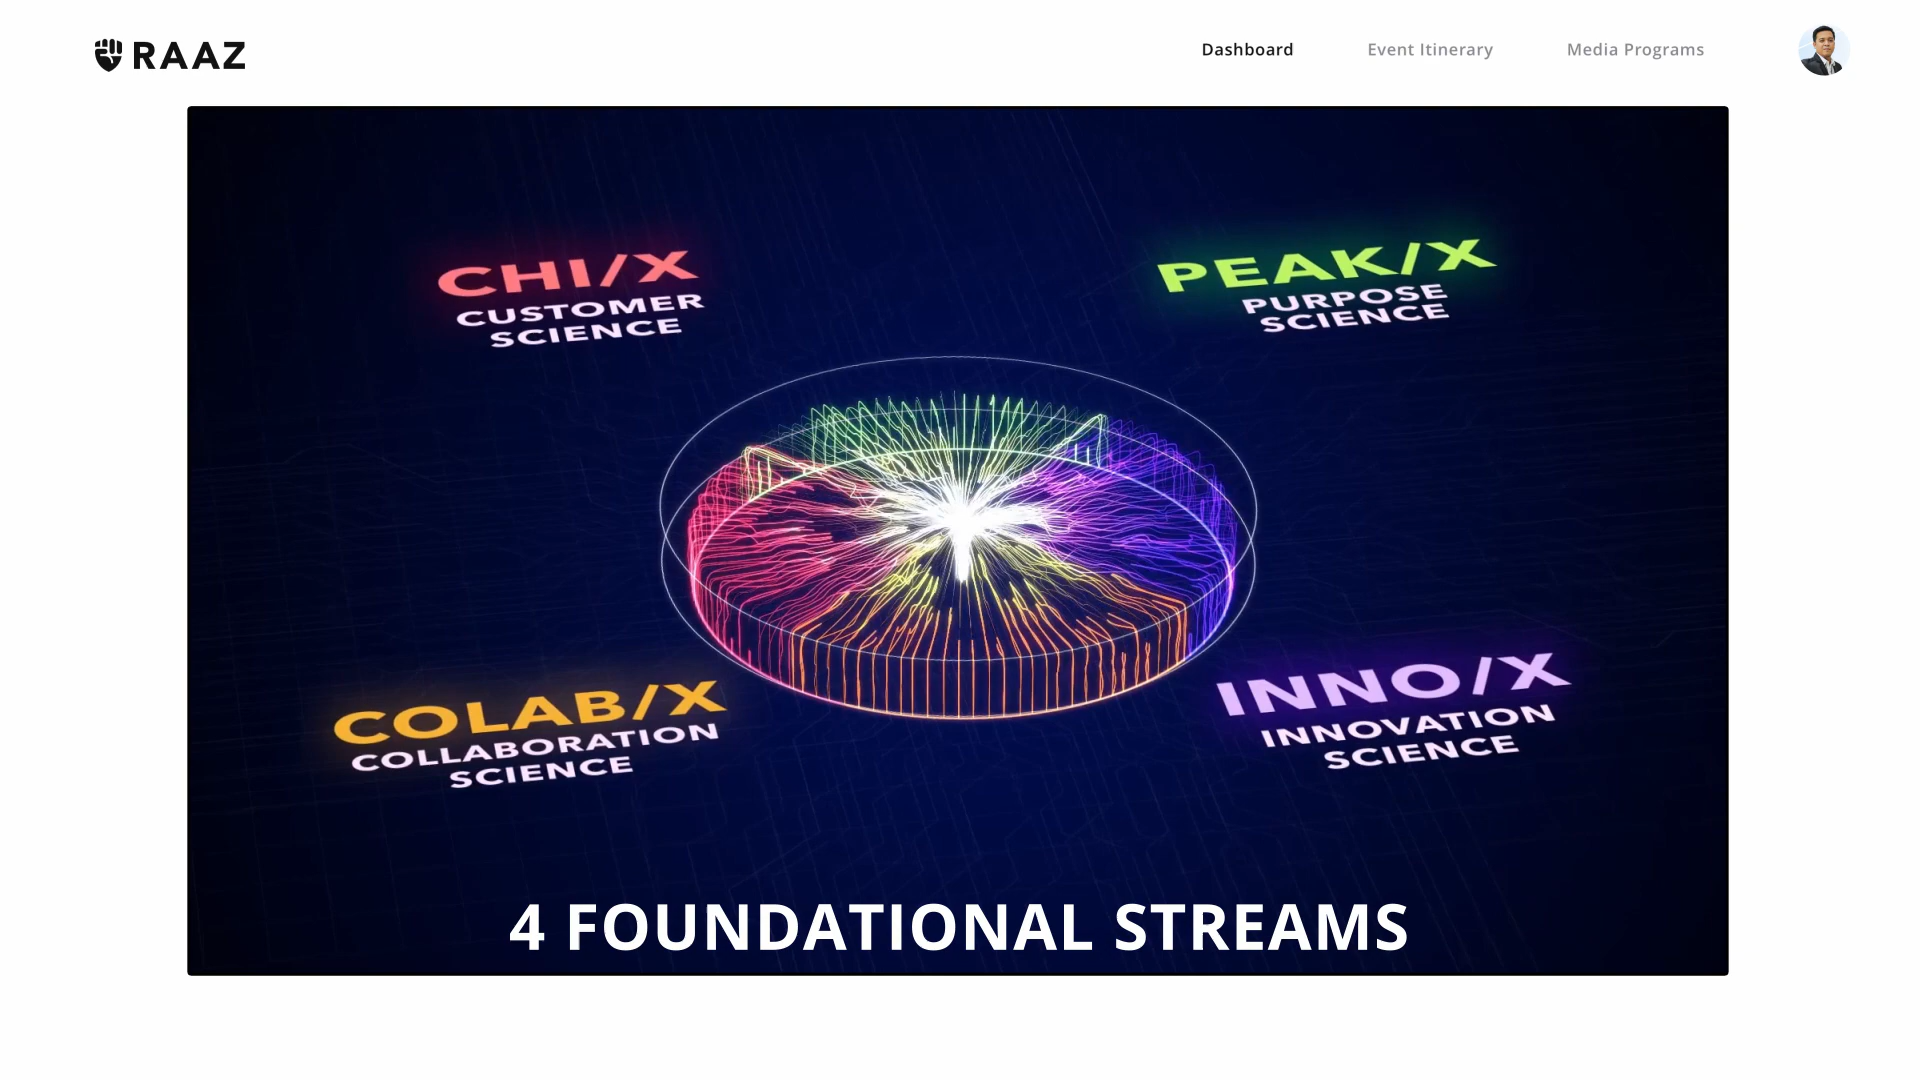 RAAZ
Dashboard
Event Itinerary
Media Programs
CHI/X
CUSTOMER
SCIENCE
PEAK/X
PURPOSE
SCIENCE
COLAB/X
COLLABORATION
SCIENCE
INNO/X
INNOVATION
SCIENCE
4 FOUNDATIONAL STREAMS